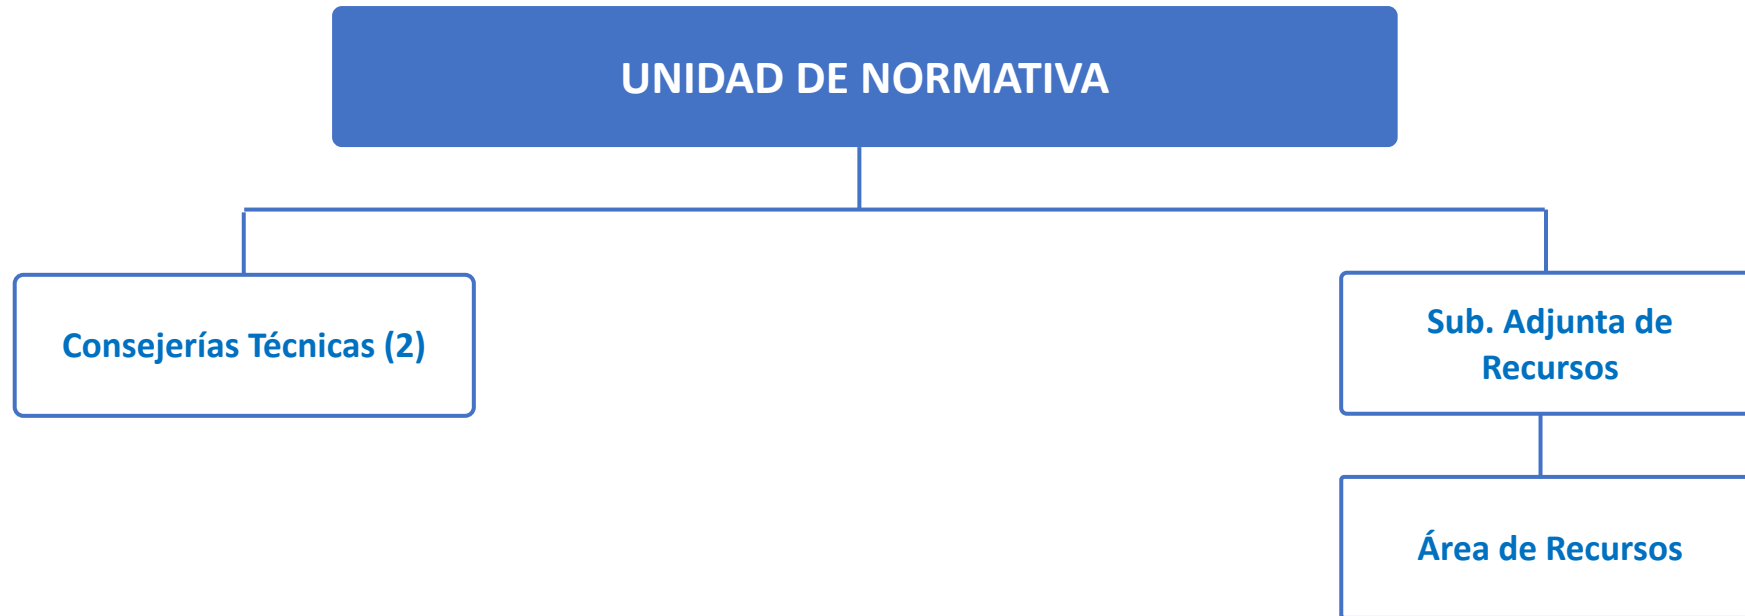 UNIDAD DE NORMATIVA
Consejerías Técnicas (2)
Sub. Adjunta de
Recursos
Área de Recursos